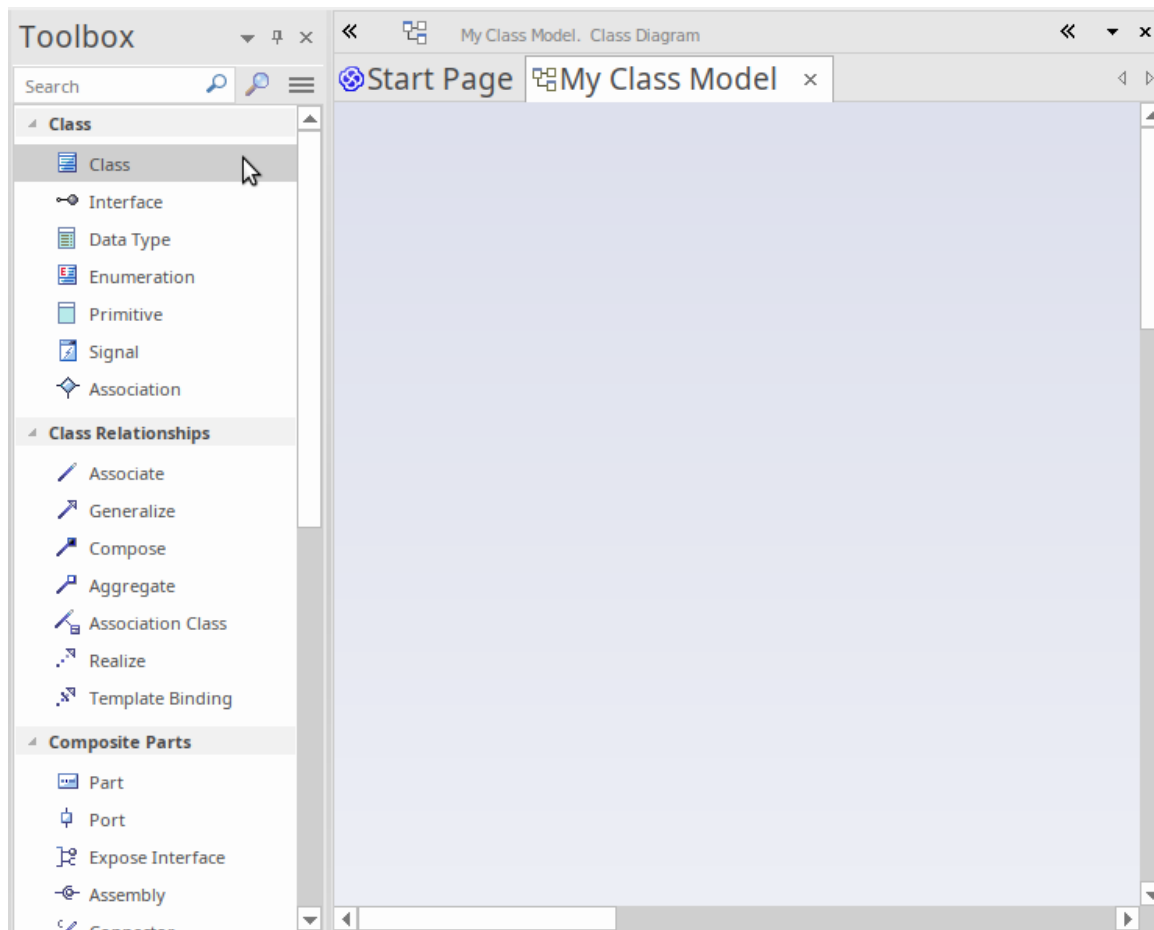 Toolbox
Search
Class
Class
Interface
Data Type
Enumeration
Primitive
Signal
Association
Class Relationships
Associate
Generalize
Compose
Aggregate
Association Class
Realize
Template Binding
Composite Parts
Part
Port
Expose Interface
Assembly
My Class Model. Class Diagram
Start Page My Class Model